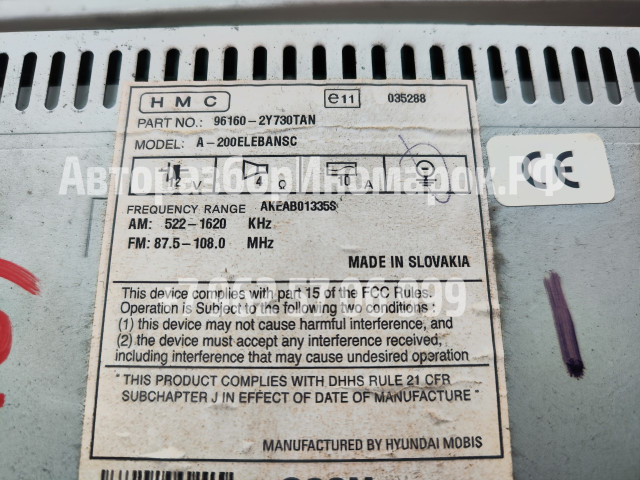 HMC e11 035288
PART NO.: 96160-2Y730TAN
MODEL: A-200ELEBANSC
12 V 4 Ω 10 A
АвторазборИномарок.РФ
CE
FREQUENCY RANGE AKEAB01335S
AM: 522-1620 KHz
FM: 87.5-108.0 MHz
MADE IN SLOVAKIA
This device complies with part 15 of the FCC Rules.
Operation is Subject to the following two conditions :
(1) this device may not cause harmful interference, and
(2) the device must accept any interference received,
including interference that may cause undesired operation
"THIS PRODUCT COMPLIES WITH DHHS RULE 21 CFR
SUBCHAPTER J IN EFFECT OF DATE OF MANUFACTURE"
MANUFACTURED BY HYUNDAI MOBIS